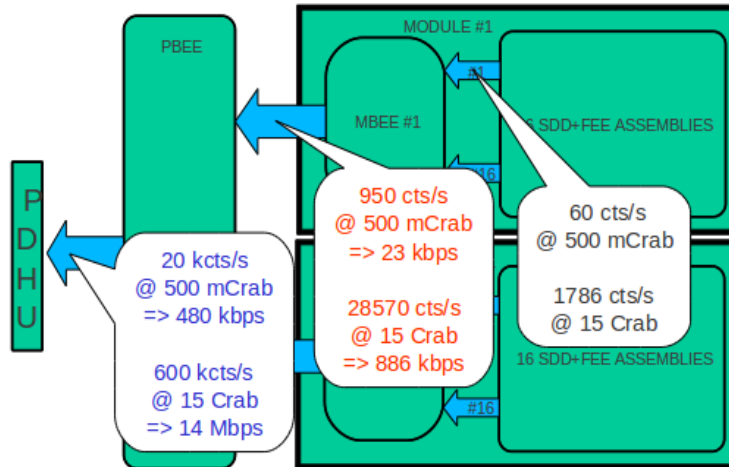 MODULE #1
PBEE
#1
MBEE #1
6 SDD+FEE ASSEMBLIES
#16
950 cts/s
@ 500 mCrab
=> 23 kbps
28570 cts/s
@ 15 Crab
=> 886 kbps
60 cts/s
@ 500 mCrab
1786 cts/s
@ 15 Crab
P
D
H
U
20 kcts/s
@ 500 mCrab
=> 480 kbps
600 kcts/s
@ 15 Crab
=> 14 Mbps
16 SDD+FEE ASSEMBLIES
#16